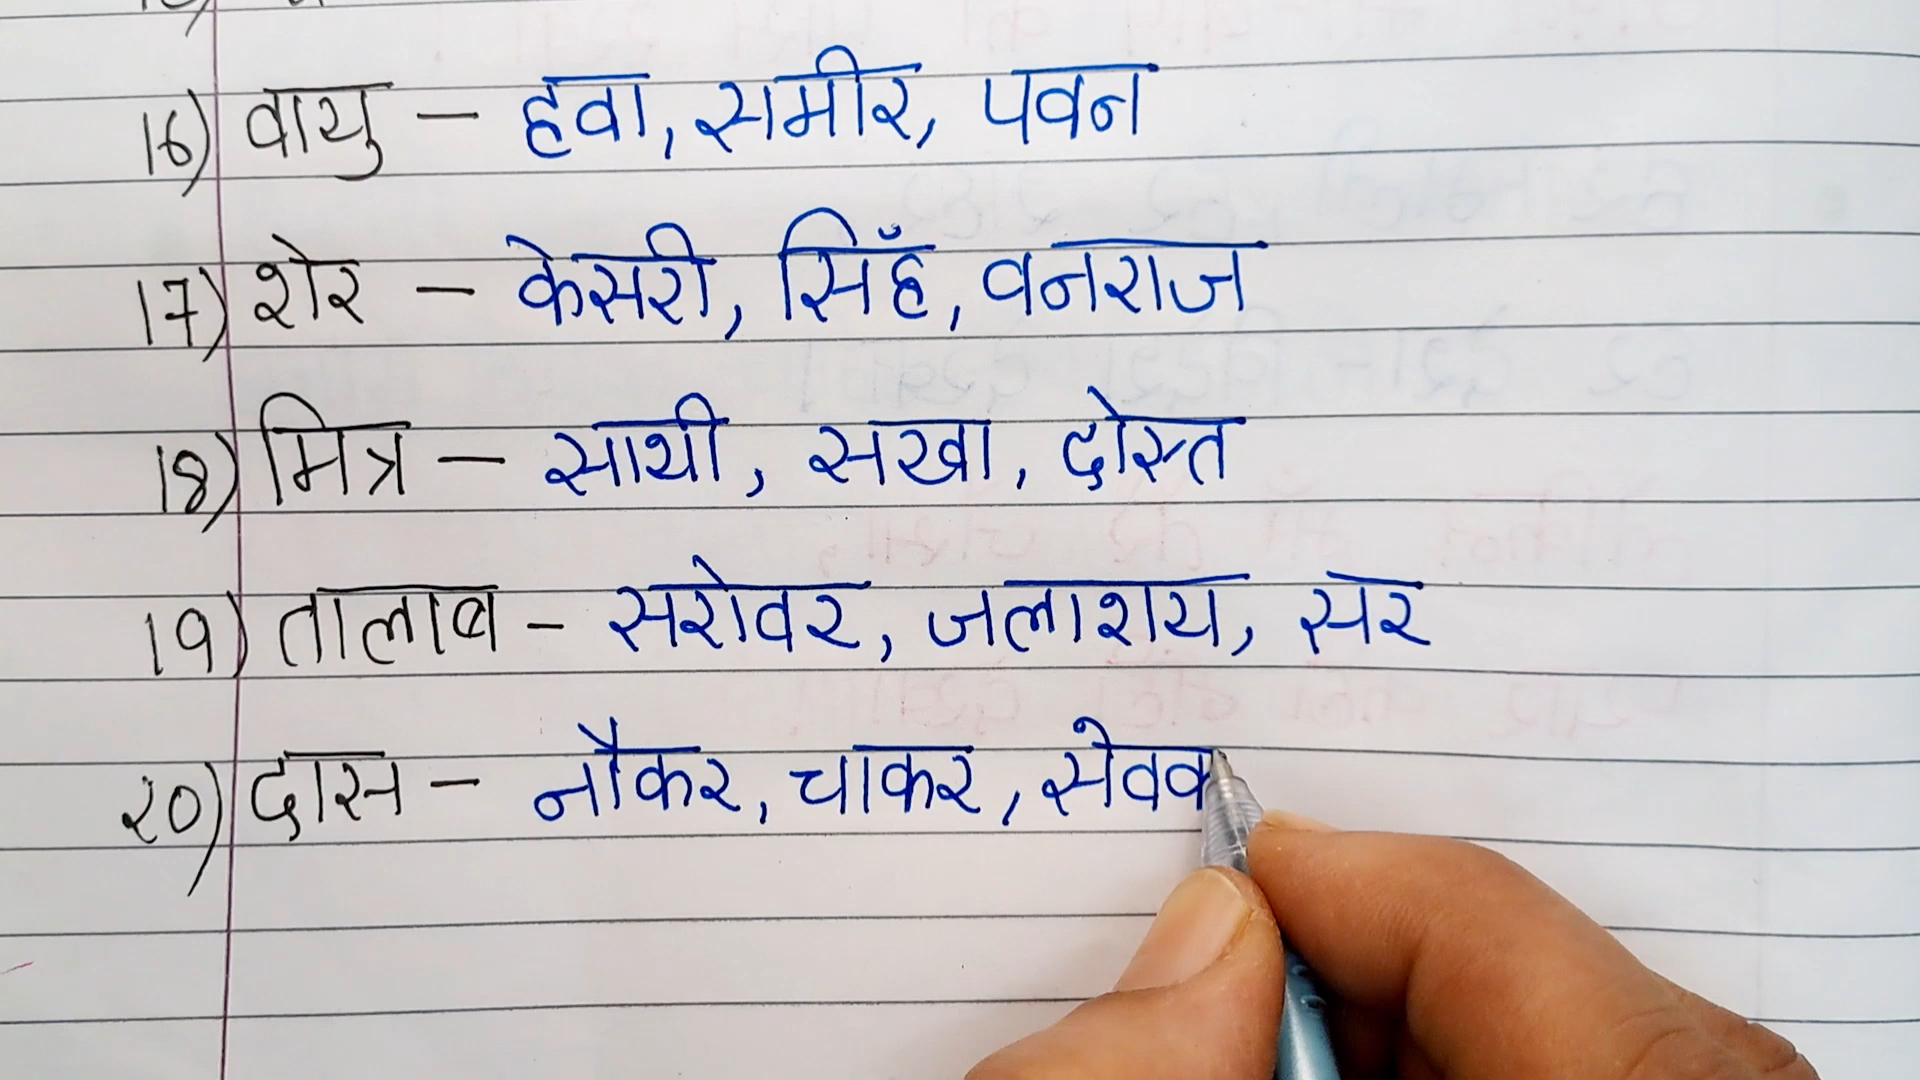 16) वायु - हवा, समीर, पवन
17) शेर - केसरी, सिँह, वनराज
18) मित्र - साथी, सखा, दोस्त
19) तालाब - सरोवर, जलाशय, सर
२०) दास - नौकर, चाकर, सेवक